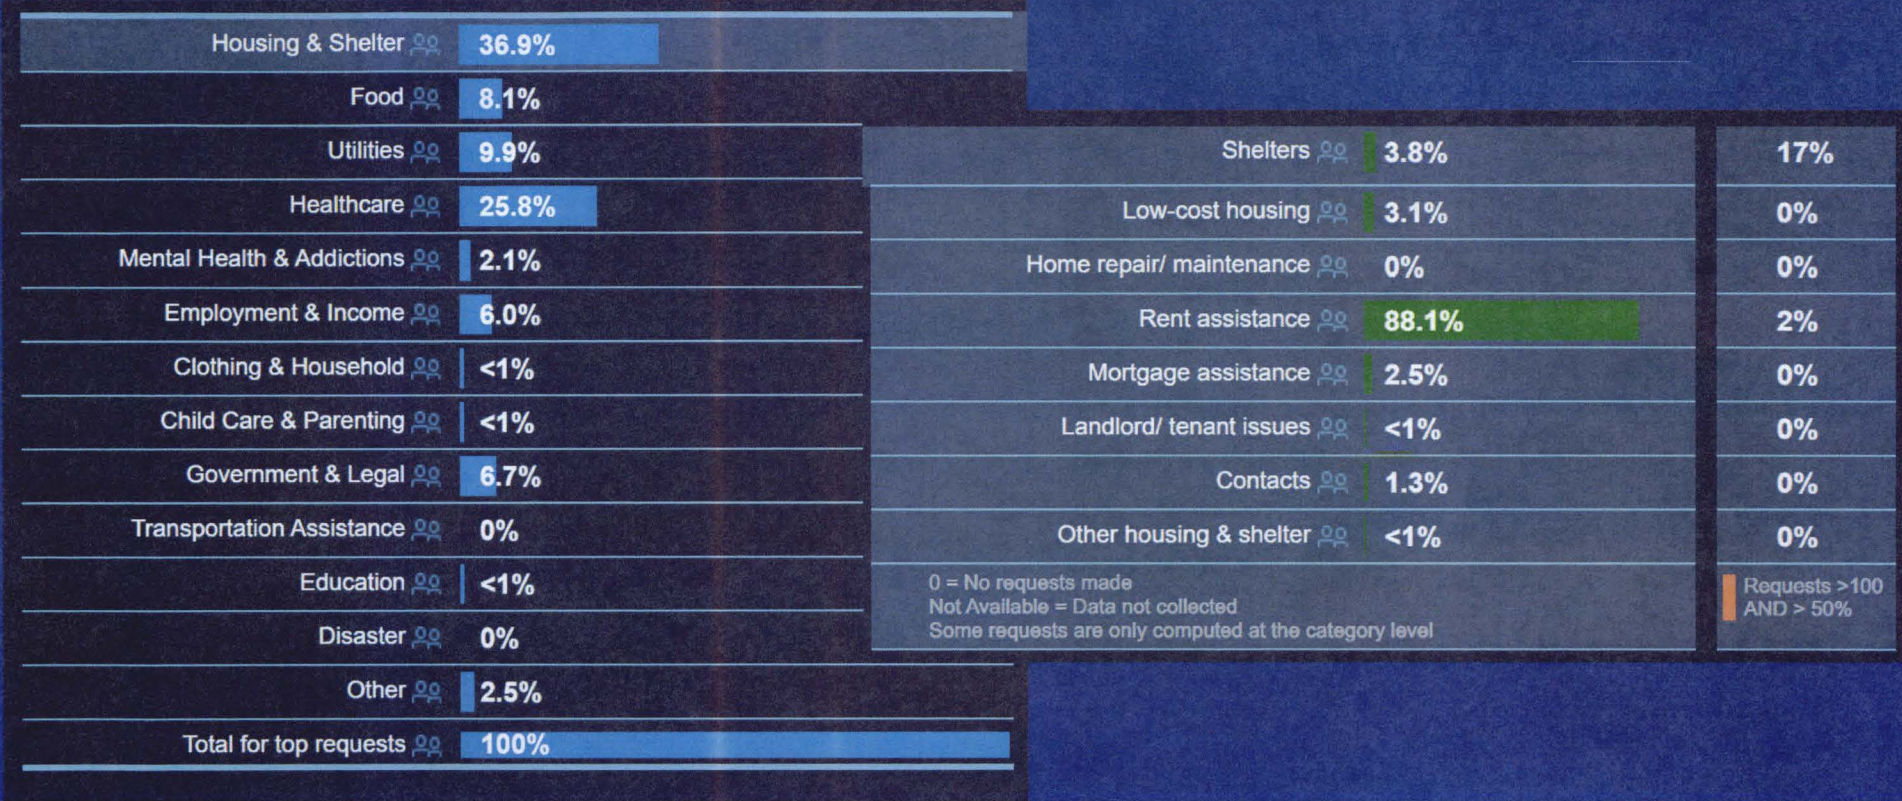 Housing & Shelter 36.9%
Food 8.1%
Utilities 9.9%
Healthcare 25.8%
Mental Health & Addictions 2.1%
Employment & Income 6.0%
Clothing & Household <1%
Child Care & Parenting <1%
Government & Legal 6.7%
Transportation Assistance 0%
Education <1%
Disaster 0%
Other 2.5%
Total for top requests 100%
Shelters 3.8% 17%
Low-cost housing 3.1% 0%
Home repair/ maintenance 0% 0%
Rent assistance 88.1% 2%
Mortgage assistance 2.5% 0%
Landlord/ tenant issues <1% 0%
Contacts 1.3% 0%
Other housing & shelter <1% 0%
0 = No requests made
Not Available = Data not collected
Some requests are only computed at the category level
Requests >100
AND > 50%